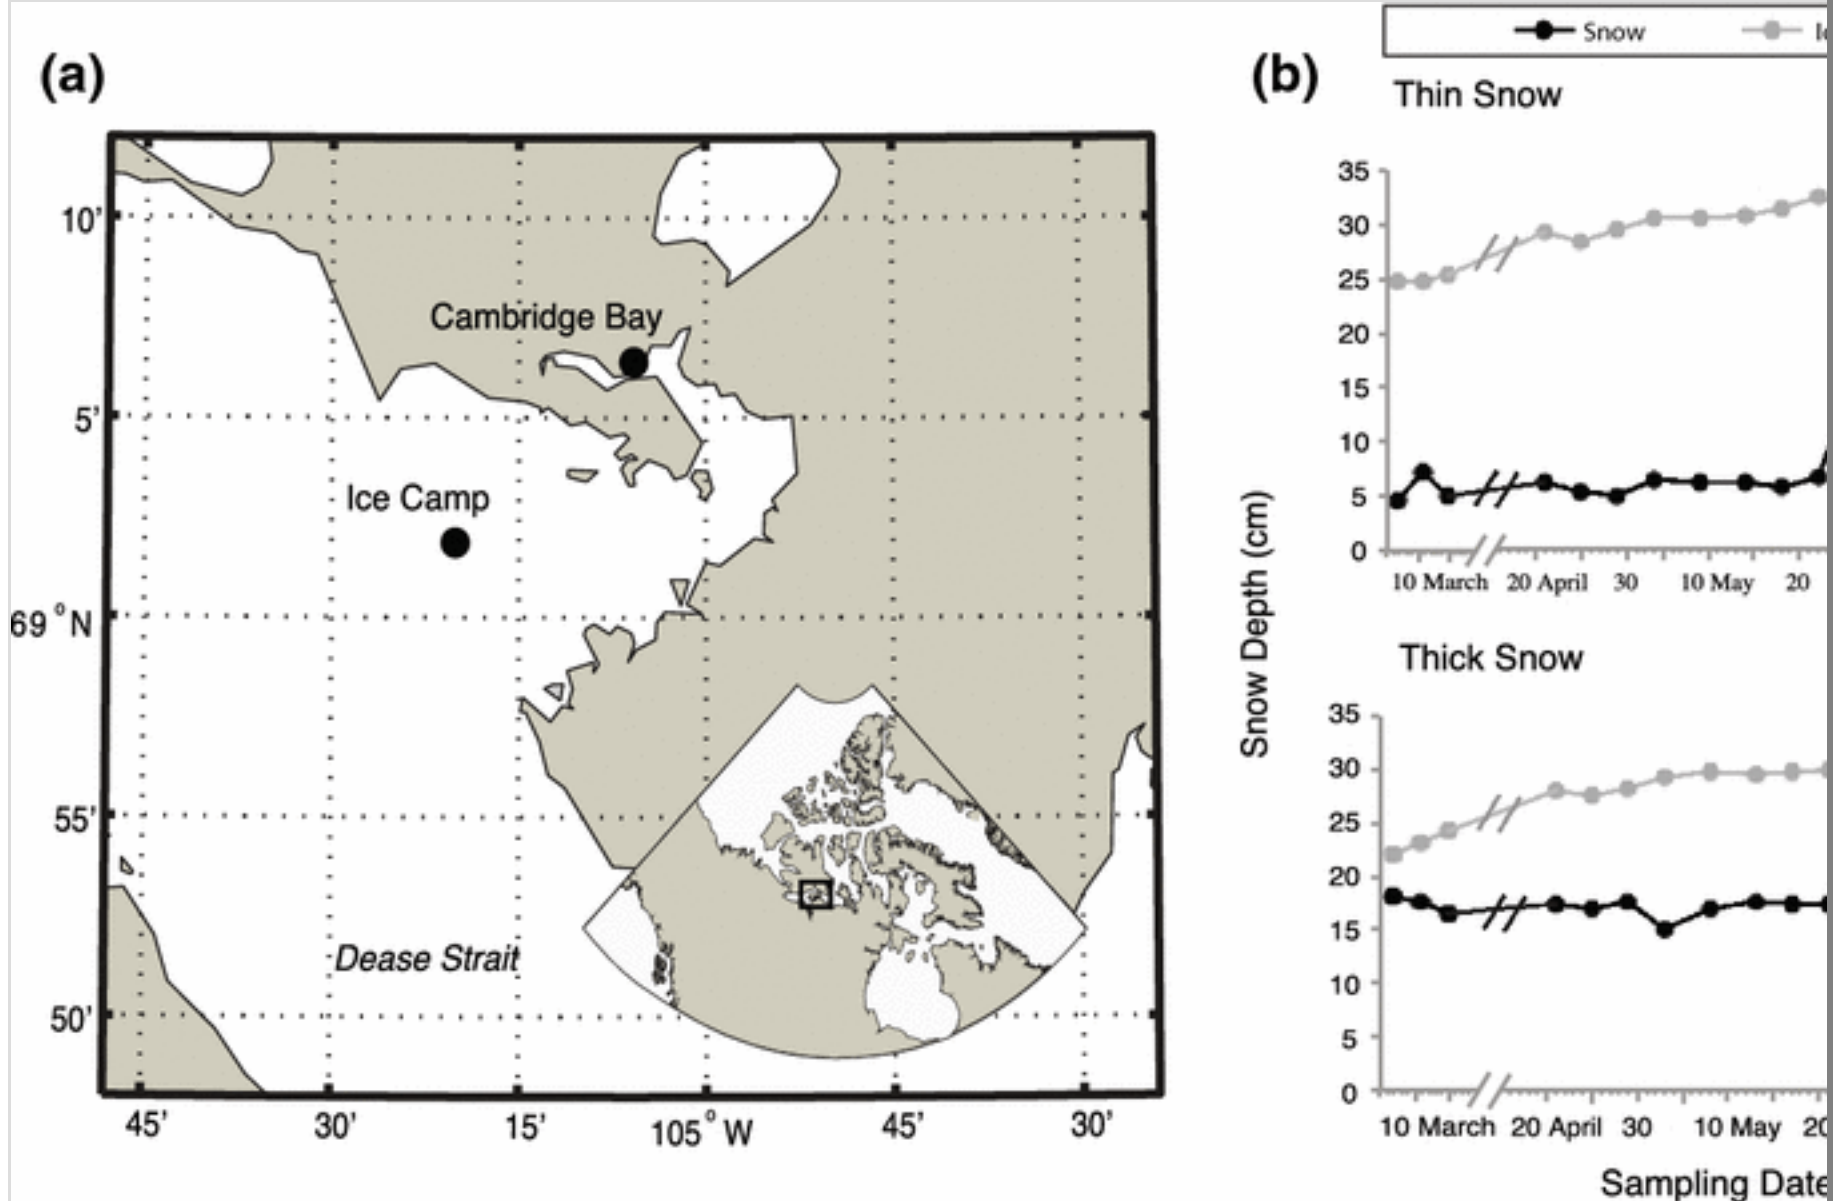 (a)
10’
Cambridge Bay
5’
Ice Camp
69°N
55’
Dease Strait
50’
45’ 30’ 15’ 105°W 45’ 30’
(b)
Snow
Thin Snow
35
30
25
20
15
10
5
0
10 March 20 April 30 10 May 20
Snow Depth (cm)
Thick Snow
35
30
25
20
15
10
5
0
10 March 20 April 30 10 May 20
Sampling Date